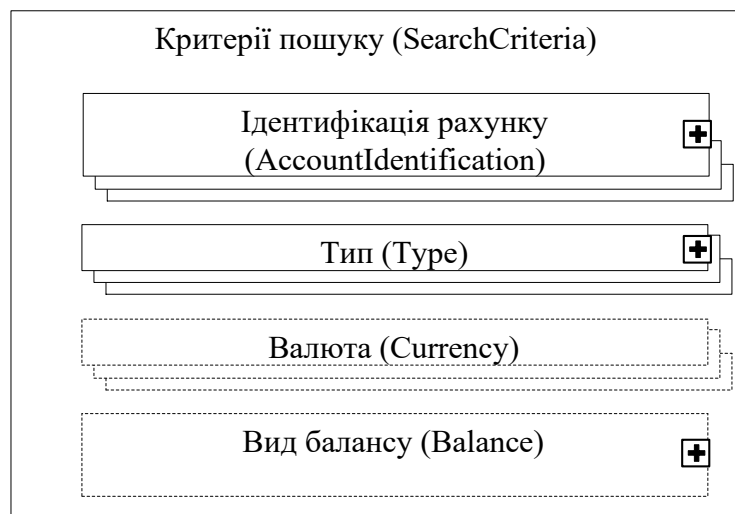 Критерії пошуку (SearchCriteria)
Ідентифікація рахунку
(AccountIdentification)
Тип (Type)
Валюта (Currency)
Вид балансу (Balance)